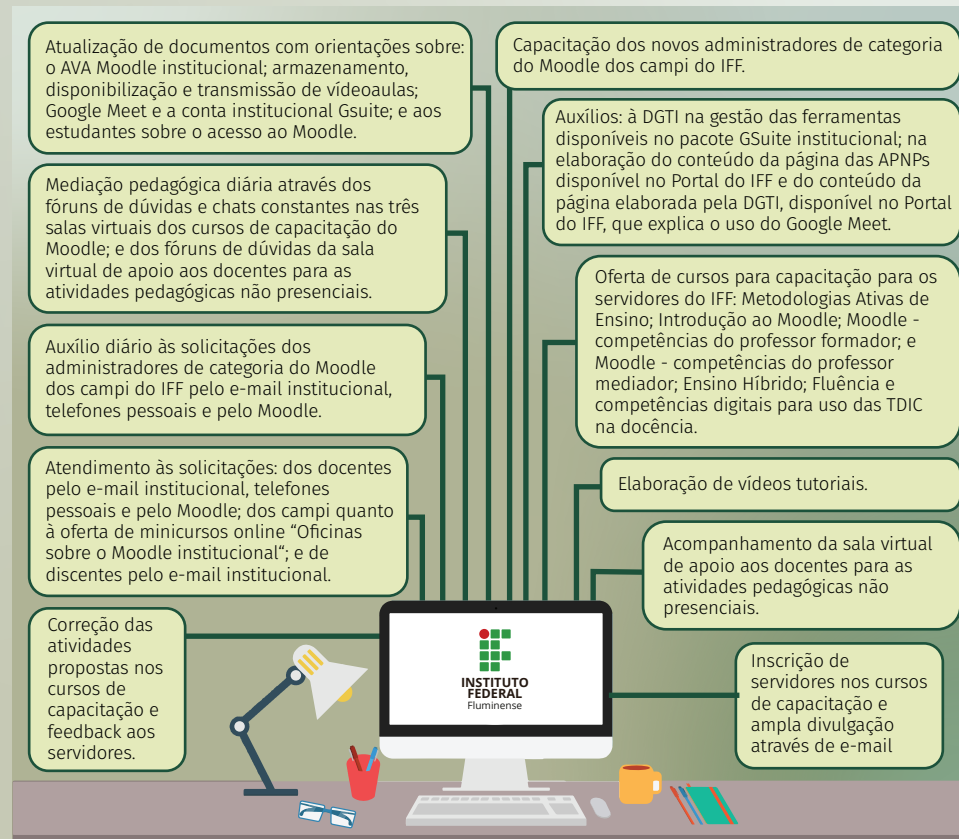 Atualização de documentos com orientações sobre:
o AVA Moodle institucional; armazenamento,
disponibilização e transmissão de vídeoaulas;
Google Meet e a conta institucional Gsuite; e aos
estudantes sobre o acesso ao Moodle.
Mediação pedagógica diária através dos
fóruns de dúvidas e chats constantes nas três
salas virtuais dos cursos de capacitação do
Moodle; e dos fóruns de dúvidas da sala
virtual de apoio aos docentes para as
atividades pedagógicas não presenciais.
Auxílio diário às solicitações dos
administradores de categoria do Moodle
dos campi do IFF pelo e-mail institucional,
telefones pessoais e pelo Moodle.
Atendimento às solicitações: dos docentes
pelo e-mail institucional, telefones
pessoais e pelo Moodle; dos campi quanto
à oferta de minicursos online “Oficinas
sobre o Moodle institucional“; e de
discentes pelo e-mail institucional.
Correção das
atividades
propostas nos
cursos de
capacitação e
feedback aos
servidores.
Capacitação dos novos administradores de categoria
do Moodle dos campi do IFF.
Auxílios: à DGTI na gestão das ferramentas
disponíveis no pacote GSuite institucional; na
elaboração do conteúdo da página das APNPs
disponível no Portal do IFF e do conteúdo da
página elaborada pela DGTI, disponível no Portal
do IFF, que explica o uso do Google Meet.
Oferta de cursos para capacitação para os
servidores do IFF: Metodologias Ativas de
Ensino; Introdução ao Moodle; Moodle -
competências do professor formador; e
Moodle - competências do professor
mediador; Ensino Híbrido; Fluência e
competências digitais para uso das TDIC
na docência.
Elaboração de vídeos tutoriais.
Acompanhamento da sala virtual
de apoio aos docentes para as
atividades pedagógicas não
presenciais.
Inscrição de
servidores nos cursos
de capacitação e
ampla divulgação
através de e-mail
INSTITUTO
FEDERAL
Fluminense